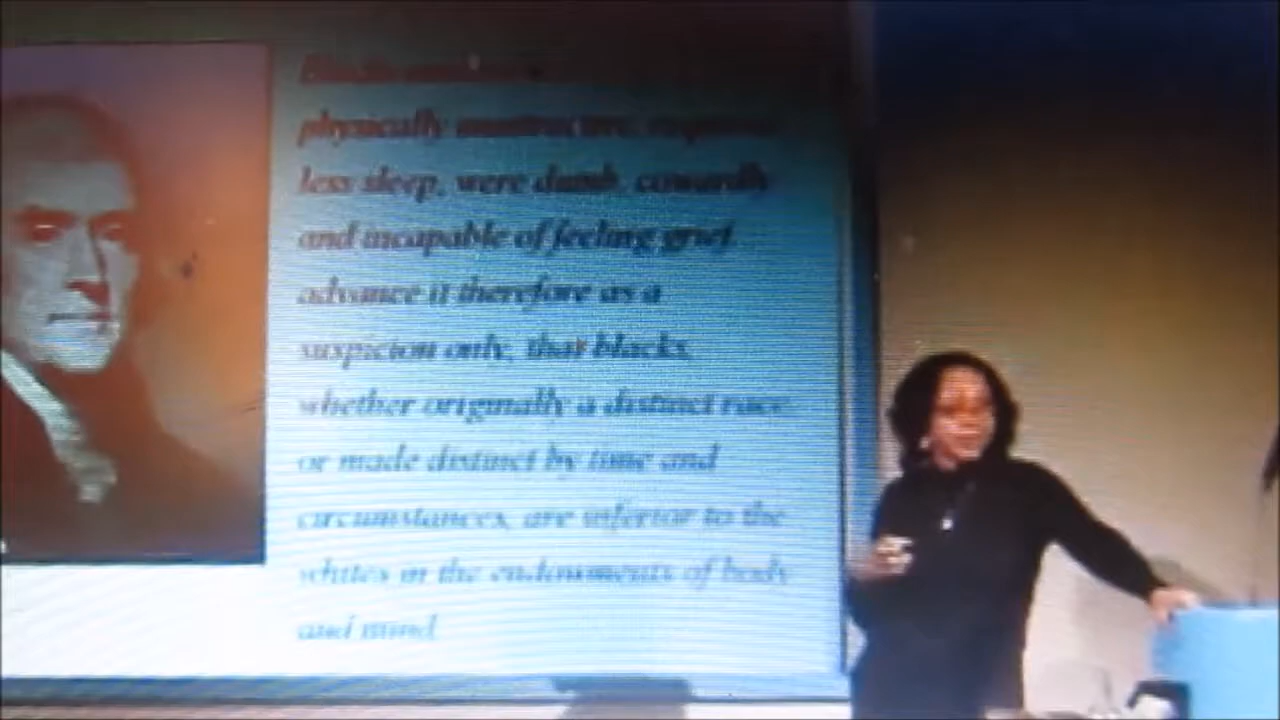 physically
less sleep, were dumb, cowardly
and incapable of feeling grief
advance it therefore as a
suspicion only, that blacks,
whether originally a distinct race
or made distinct by time and
circumstances, are inferior to the
whites in the endowments of body
and mind